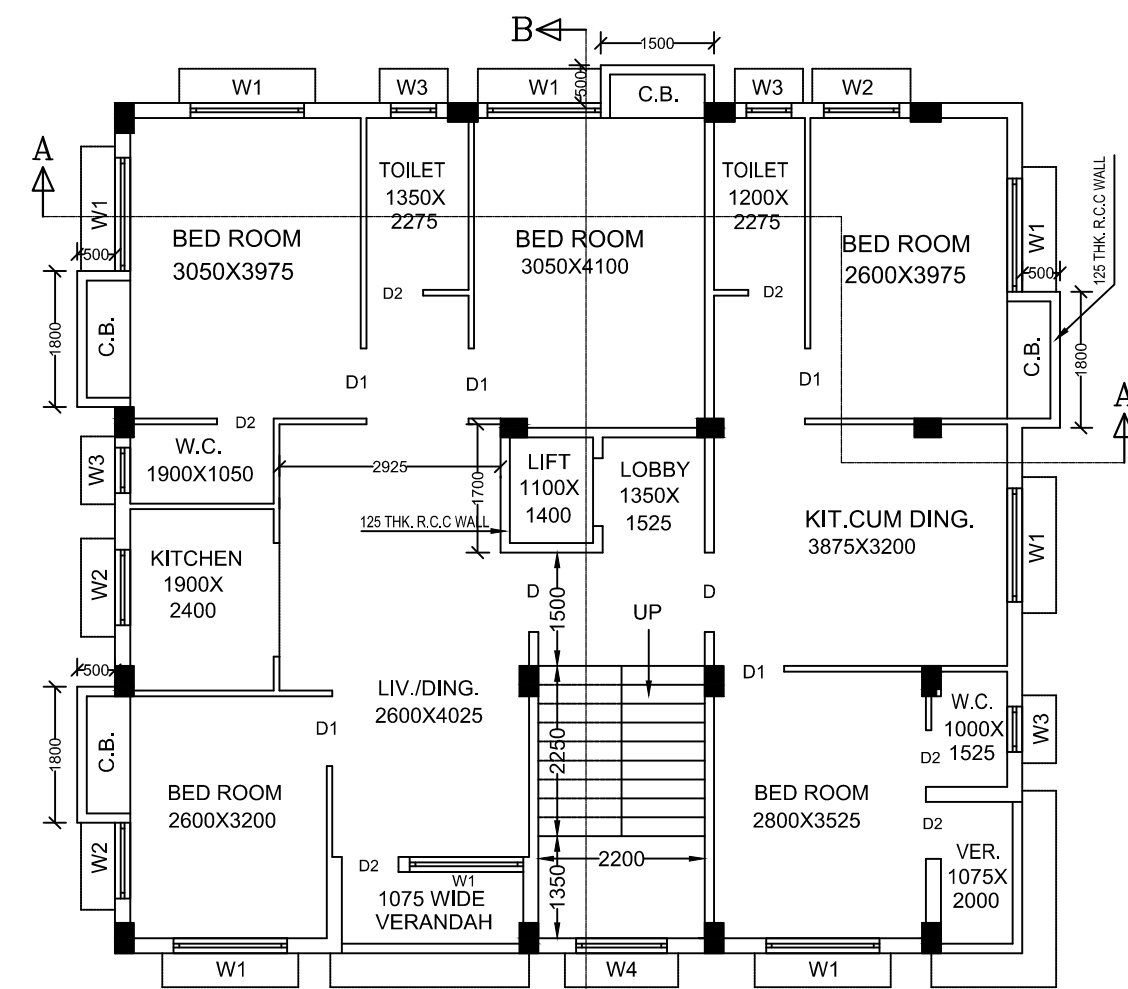 B
1500
500
W1
W3
W1
C.B.
W3
W2
A
TOILET
1350X
2275
TOILET
1200X
2275
125 THK. R.C.C WALL
W1
BED ROOM
3050X3975
BED ROOM
3050X4100
BED ROOM
2600X3975
W1
500
500
D2
D2
C.B.
1800
C.B.
1800
D1
D1
D1
A
D2
W.C.
1900X1050
W3
2925
1700
LIFT
1100X
1400
LOBBY
1350X
1525
125 THK. R.C.C WALL
KIT.CUM DING.
3875X3200
W1
KITCHEN
1900X
2400
W2
D
1500
D
UP
500
D1
LIV./DING.
2600X4025
W.C.
1000X
1525
W3
C.B.
1800
D1
2250
D2
BED ROOM
2600X3200
BED ROOM
2800X3525
D2
W2
D2
W1
2200
1350
1075 WIDE
VERANDAH
VER.
1075X
2000
W1
W4
W1